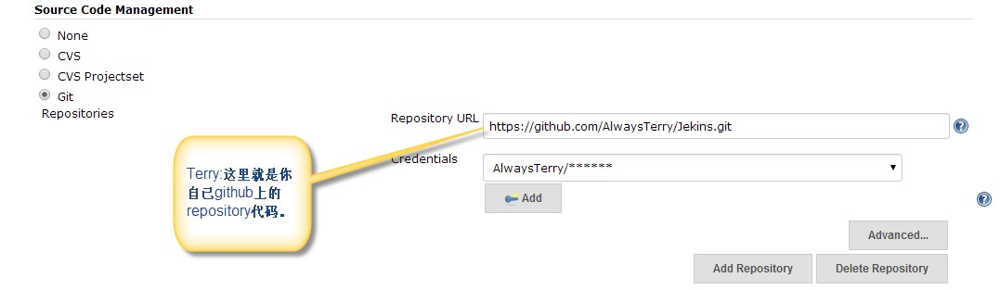 Source Code Management
None
CVS
CVS Projectset
Git
Repositories
Repository URL
https://github.com/AlwaysTerry/Jekins.git
Credentials
AlwaysTerry/******
Add
Terry:这里就是你
自己github上的
repository代码。
Advanced...
Add Repository
Delete Repository